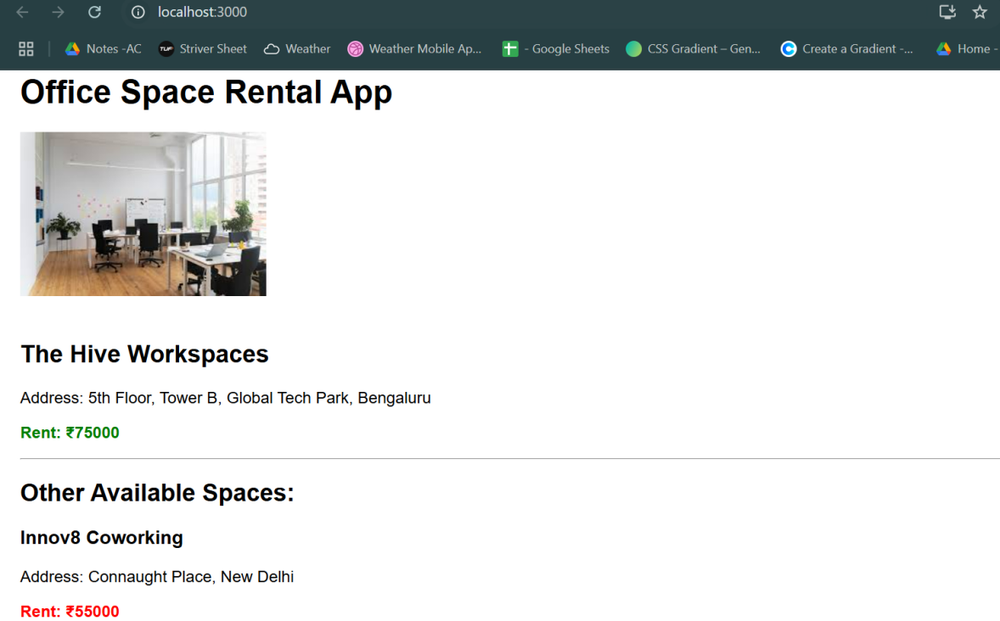 localhost:3000
Notes -AC TUF Striver Sheet Weather Weather Mobile Ap... - Google Sheets CSS Gradient – Gen... C Create a Gradient -... Home -
Office Space Rental App
The Hive Workspaces
Address: 5th Floor, Tower B, Global Tech Park, Bengaluru
Rent: ₹75000
Other Available Spaces:
Innov8 Coworking
Address: Connaught Place, New Delhi
Rent: ₹55000